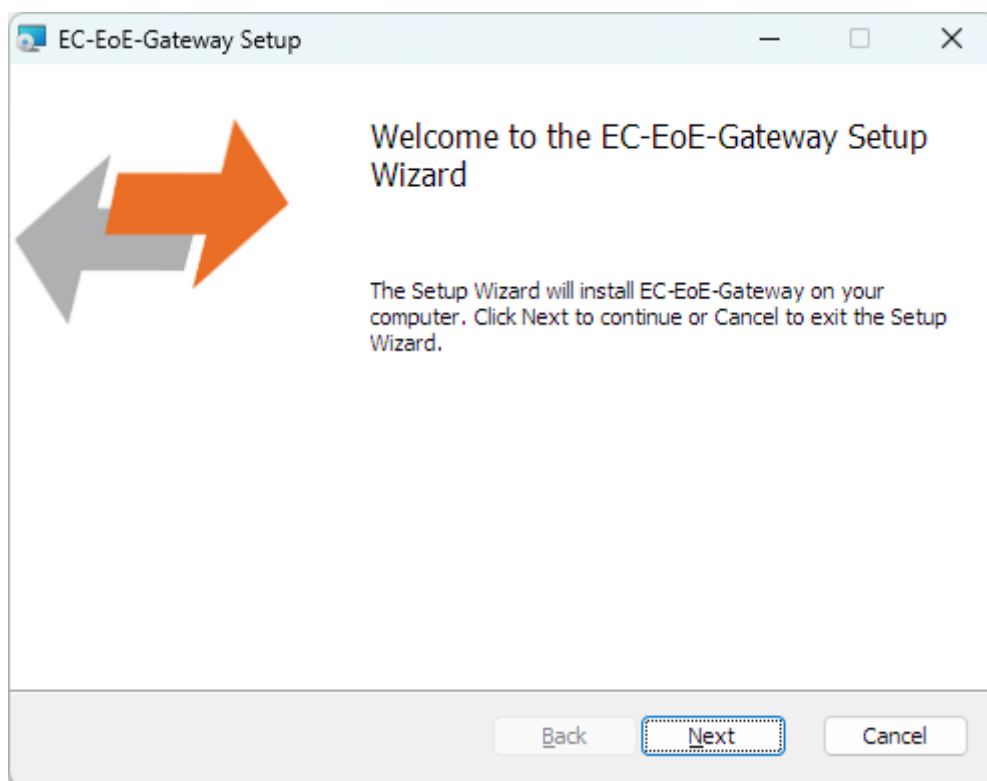 EC-EoE-Gateway Setup
Welcome to the EC-EoE-Gateway Setup
Wizard
The Setup Wizard will install EC-EoE-Gateway on your
computer. Click Next to continue or Cancel to exit the Setup
Wizard.
Back Next Cancel